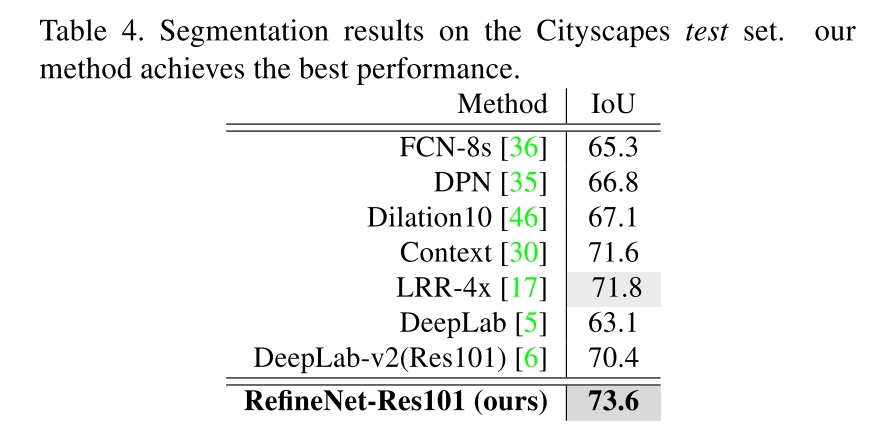 Table 4. Segmentation results on the Cityscapes test set. our
method achieves the best performance.
Method IoU
FCN-8s [36] 65.3
DPN [35] 66.8
Dilation10 [46] 67.1
Context [30] 71.6
LRR-4x [17] 71.8
DeepLab [5] 63.1
DeepLab-v2(Res101) [6] 70.4
RefineNet-Res101 (ours) 73.6